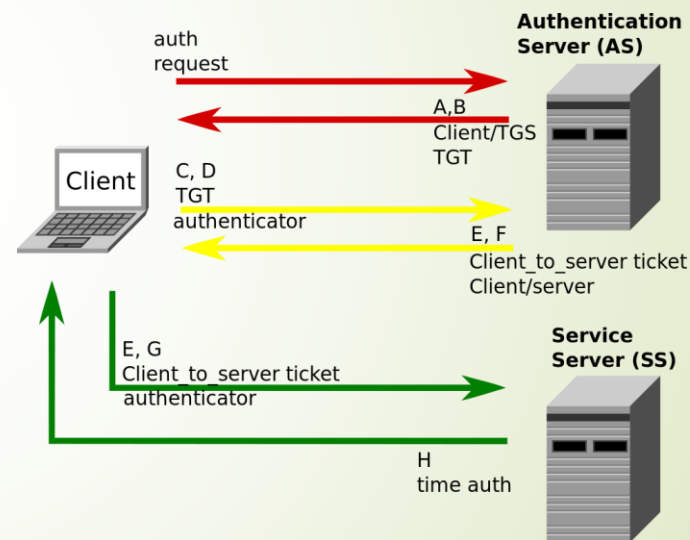 Authentication
Server (AS)
auth
request
A,B
Client/TGS
TGT
Client
C, D
TGT
authenticator
E, F
Client_to_server ticket
Client/server
Service
Server (SS)
E, G
Client_to_server ticket
authenticator
H
time auth